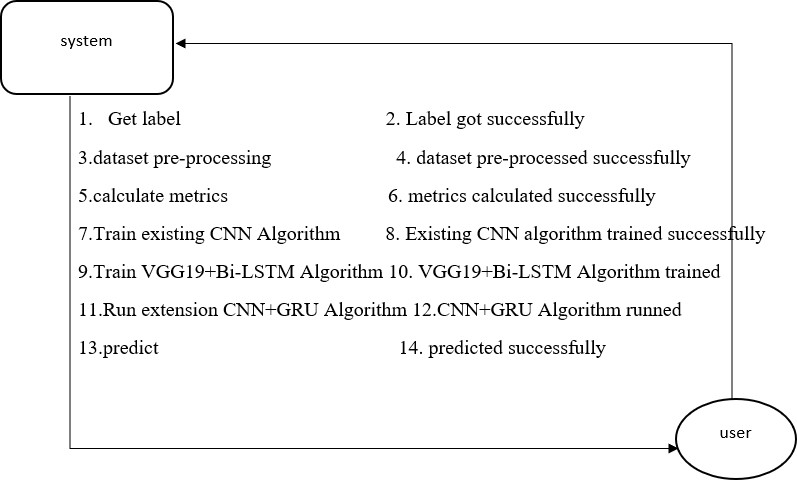 system
1. Get label 2. Label got successfully
3.dataset pre-processing 4. dataset pre-processed successfully
5.calculate metrics 6. metrics calculated successfully
7.Train existing CNN Algorithm 8. Existing CNN algorithm trained successfully
9.Train VGG19+Bi-LSTM Algorithm 10. VGG19+Bi-LSTM Algorithm trained
11.Run extension CNN+GRU Algorithm 12.CNN+GRU Algorithm runned
13.predict 14. predicted successfully
user